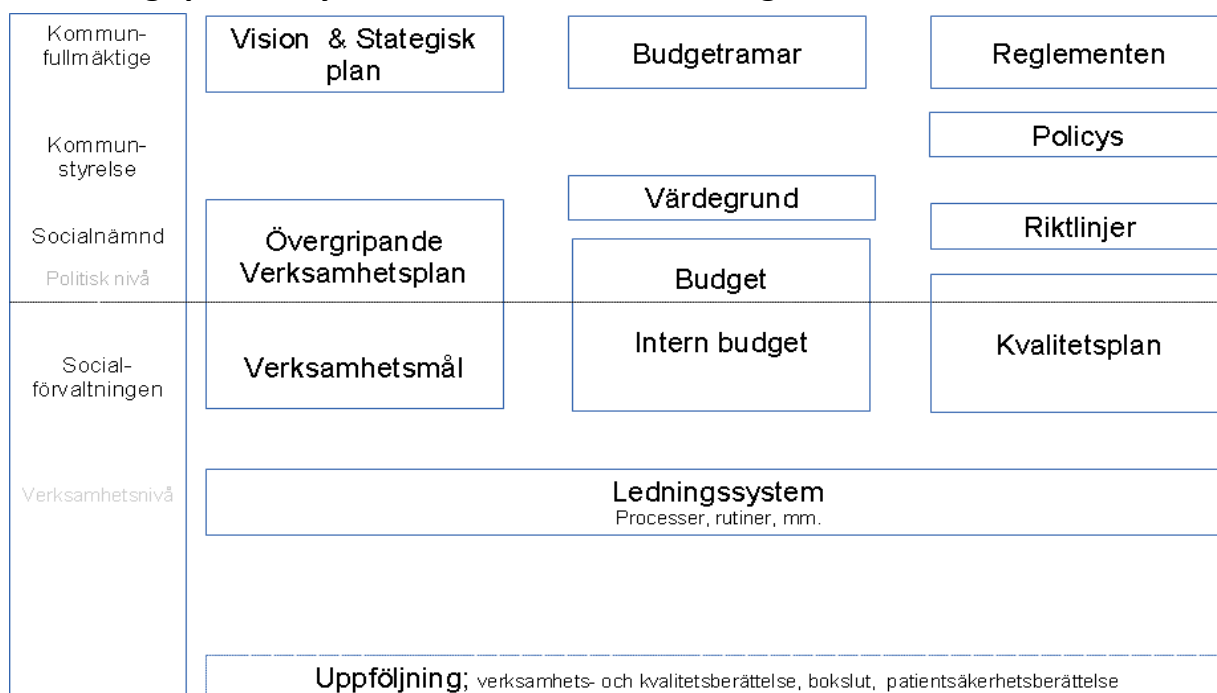 Kommun-
fullmäktige
Vision & Stategisk
plan
Budgetramar
Reglementen
Kommun-
styrelse
Policys
Värdegrund
Socialnämnd
Politisk nivå
Övergripande
Verksamhetsplan
Budget
Riktlinjer
Social-
förvaltningen
Verksamhetsmål
Intern budget
Kvalitetsplan
Verksamhetsnivå
Ledningssystem
Processer, rutiner, mm.
Uppföljning; verksamhets- och kvalitetsberättelse, bokslut, patientsäkerhetsberättelse